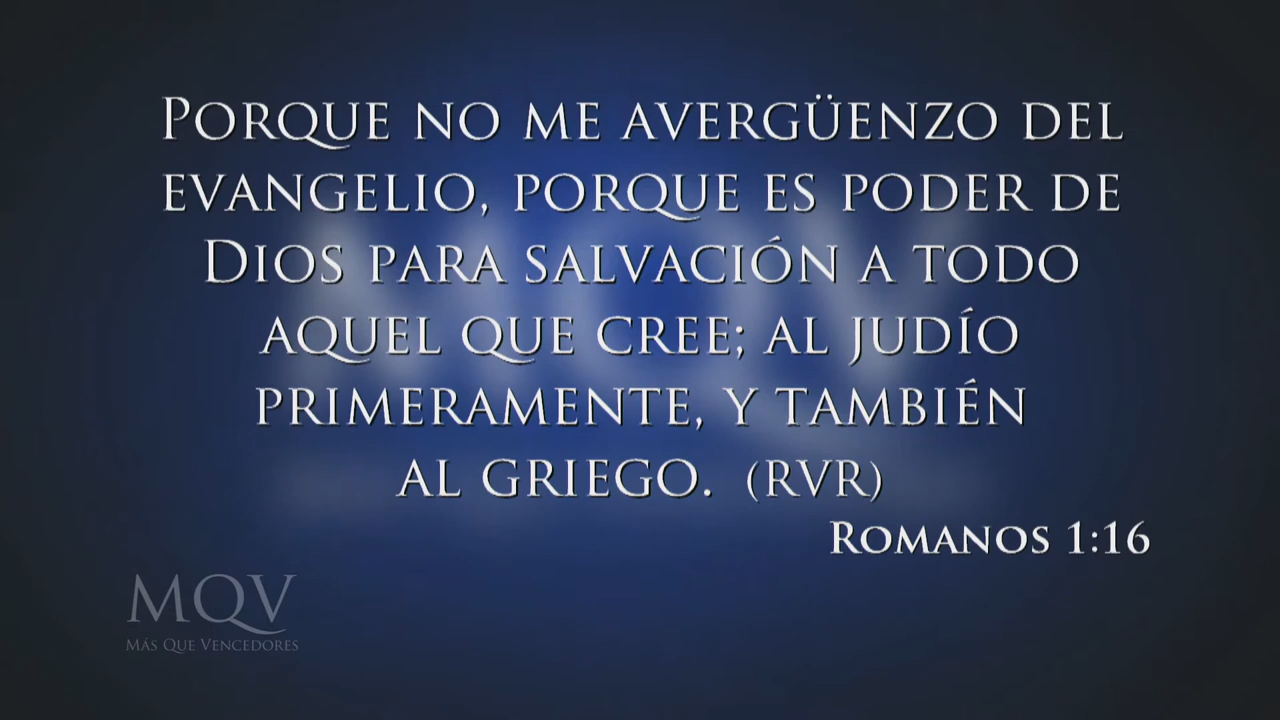 Porque no me avergüenzo del
evangelio, porque es poder de
Dios para salvación a todo
aquel que cree; al judío
primeramente, y también
al griego. (RVR)
Romanos 1:16
MQV
Más Que Vencedores